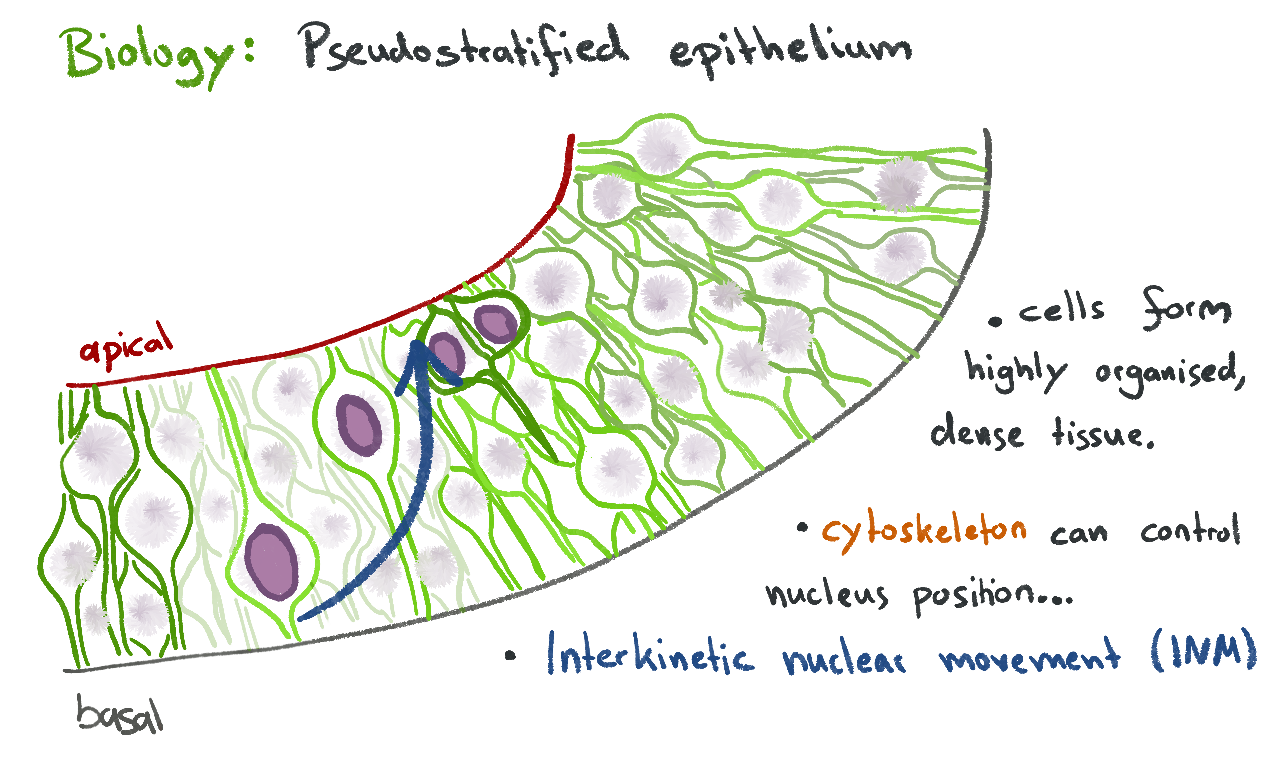 Biology: Pseudostratified epithelium
apical
• cells form
highly organised,
dense tissue.
• cytoskeleton can control
nucleus position...
• Interkinetic nuclear movement (INM)
basal